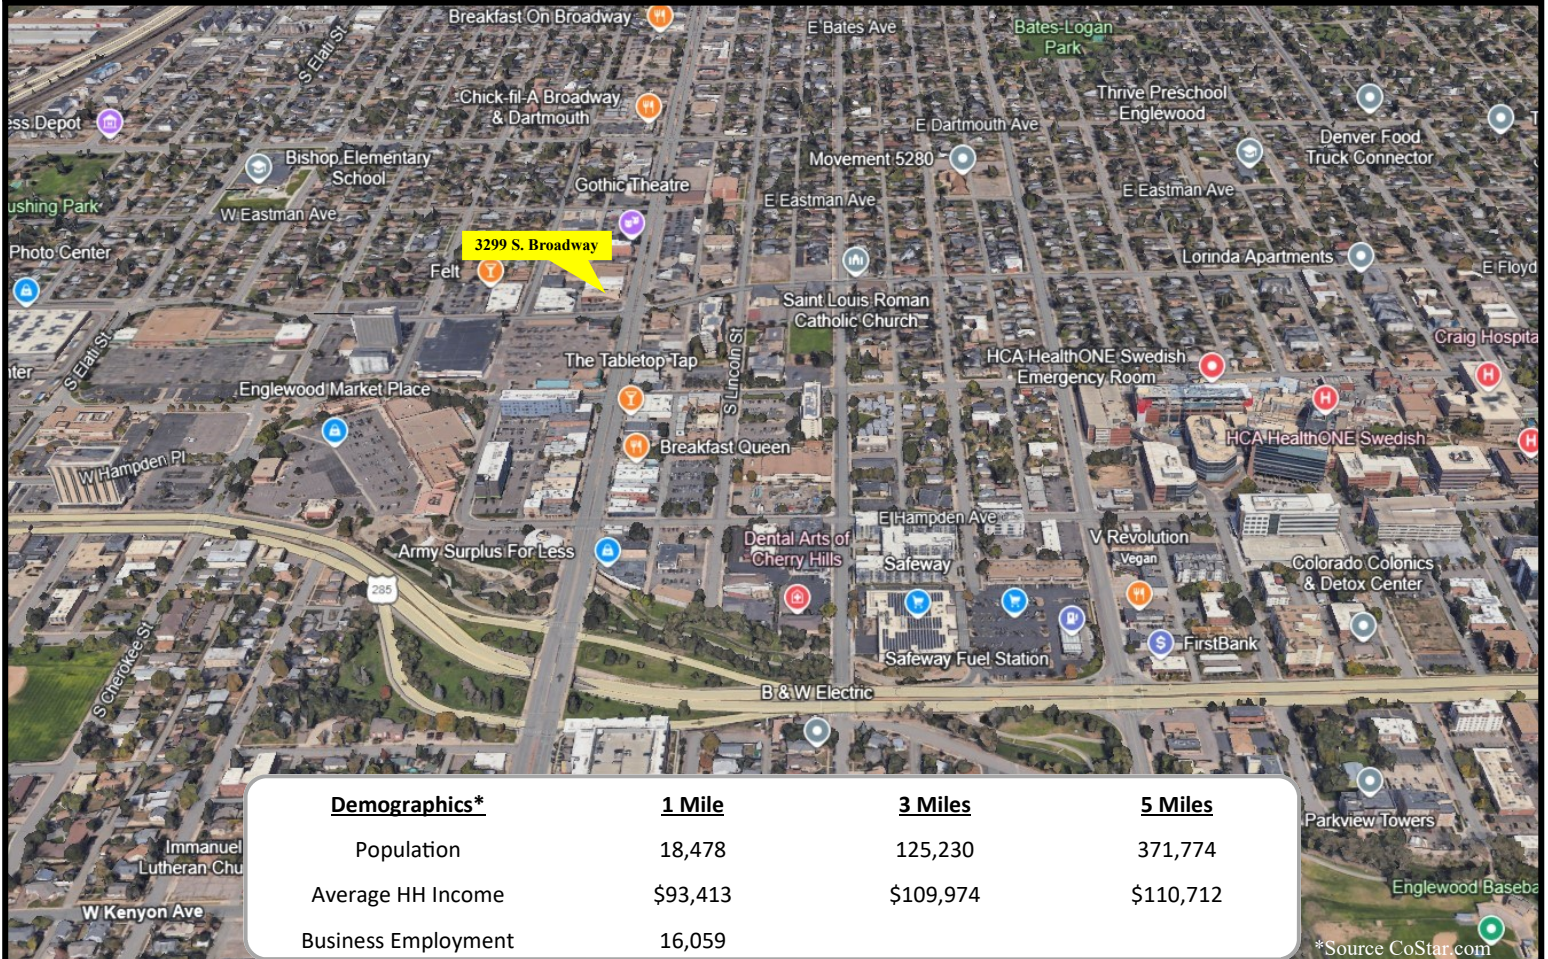 Breakfast On Broadway
E Bates Ave
Bates-Logan
Park
S Elati St
Chick-fil-A Broadway
& Dartmouth
Thrive Preschool
Englewood
ess Depot
E Dartmouth Ave
T
Denver Food
Truck Connector
Bishop Elementary
School
Movement 5280
Gothic Theatre
E Eastman Ave
E Eastman Ave
ushing Park
W Eastman Ave
3299 S. Broadway
Photo Center
Felt
Lorinda Apartments
E Floyd
Saint Louis Roman
Catholic Church
Craig Hospita
S Elati St
nter
The Tabletop Tap
S Lincoln St
HCA HealthONE Swedish
Emergency Room
H
H
Englewood Market Place
Breakfast Queen
HCA HealthONE Swedish
H
W Hampden Pl
E Hampden Ave
Army Surplus For Less
Dental Arts of
Cherry Hills
V Revolution
Vegan
Safeway
Colorado Colonics
& Detox Center
285
$
FirstBank
Safeway Fuel Station
S Cherokee St
B & W Electric
Demographics* 1 Mile 3 Miles 5 Miles
Population 18,478 125,230 371,774
Average HH Income $93,413 $109,974 $110,712
Business Employment 16,059
Parkview Towers
Immanuel
Lutheran Chu
Englewood Baseba
W Kenyon Ave
*Source CoStar.com